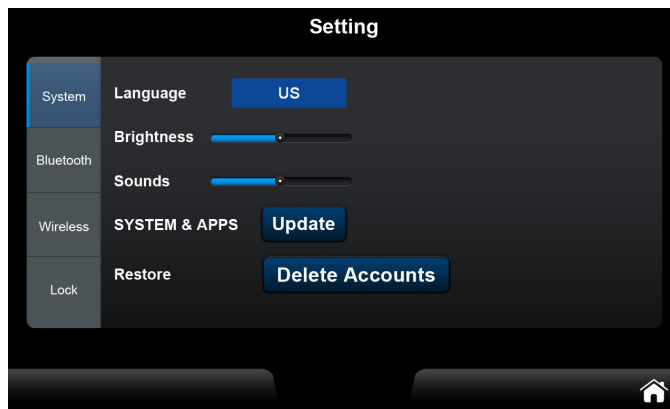 Setting
System
Bluetooth
Wireless
Lock
Language US
Brightness
Sounds
SYSTEM & APPS Update
Restore Delete Accounts